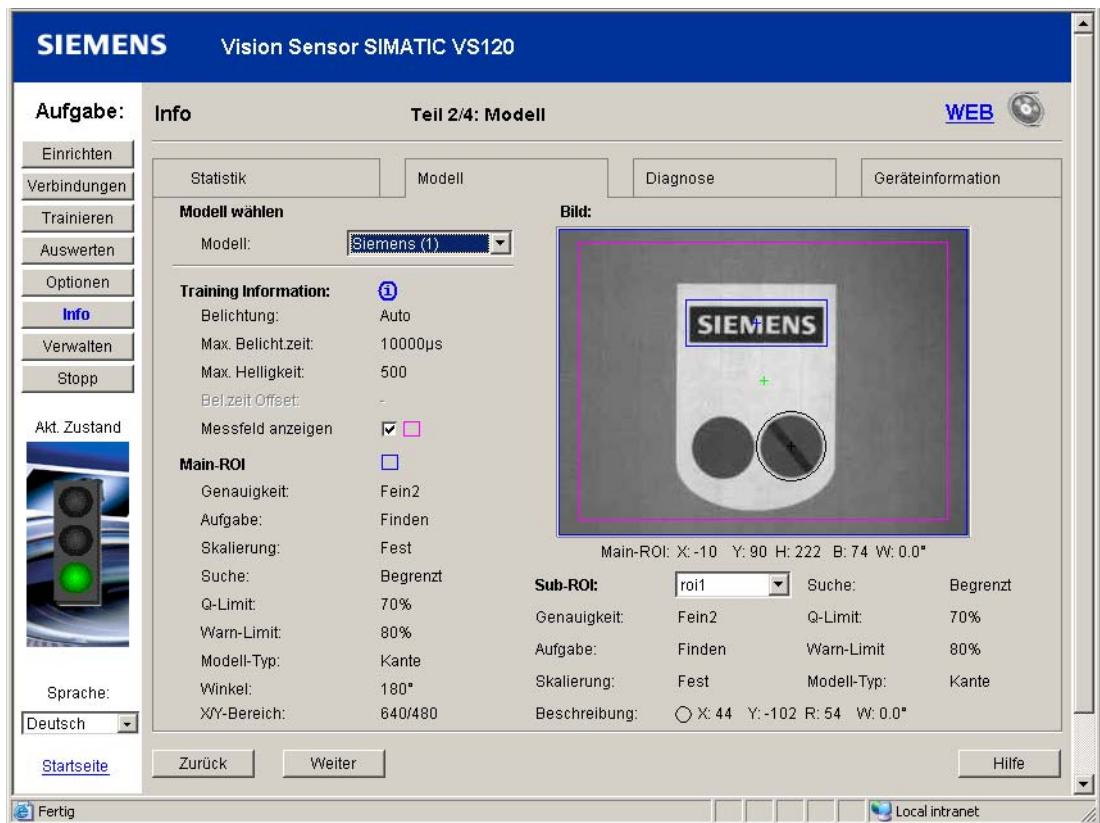 SIEMENS Vision Sensor SIMATIC VS120
Aufgabe:
Einrichten
Verbindungen
Trainieren
Auswerten
Optionen
Info
Verwalten
Stopp
Akt. Zustand
Sprache:
Deutsch
Startseite
Info Teil 2/4: Modell WEB
Statistik Modell Diagnose Geräteinformation
Modell wählen
Modell: Siemens (1)
Training Information:
Belichtung: Auto
Max. Belicht.zeit: 10000µs
Max. Helligkeit: 500
Bel.zeit Offset: -
Messfeld anzeigen
Main-ROI
Genauigkeit: Fein2
Aufgabe: Finden
Skalierung: Fest
Suche: Begrenzt
Q-Limit: 70%
Warn-Limit: 80%
Modell-Typ: Kante
Winkel: 180°
X/Y-Bereich: 640/480
Bild:
SIEMENS
Main-ROI: X: -10 Y: 90 H: 222 B: 74 W: 0.0°
Sub-ROI: roi1 Suche: Begrenzt
Genauigkeit: Fein2 Q-Limit: 70%
Aufgabe: Finden Warn-Limit 80%
Skalierung: Fest Modell-Typ: Kante
Beschreibung: X: 44 Y: -102 R: 54 W: 0.0°
Zurück Weiter Hilfe
Fertig Local intranet